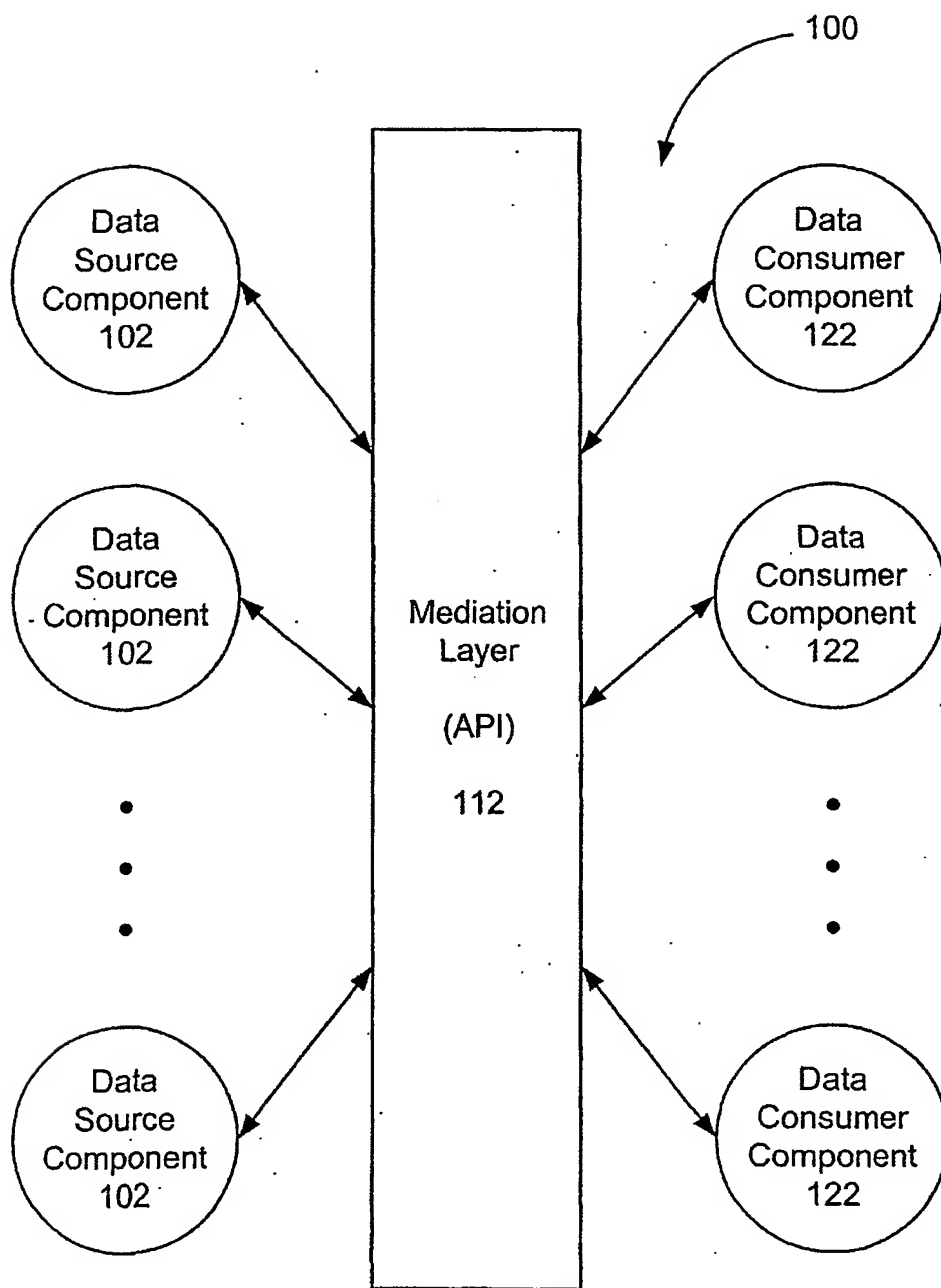 100
Data
Source
Component
102
Data
Consumer
Component
122
Data
Source
Component
102
Mediation
Layer
(API)
112
Data
Consumer
Component
122
Data
Source
Component
102
Data
Consumer
Component
122